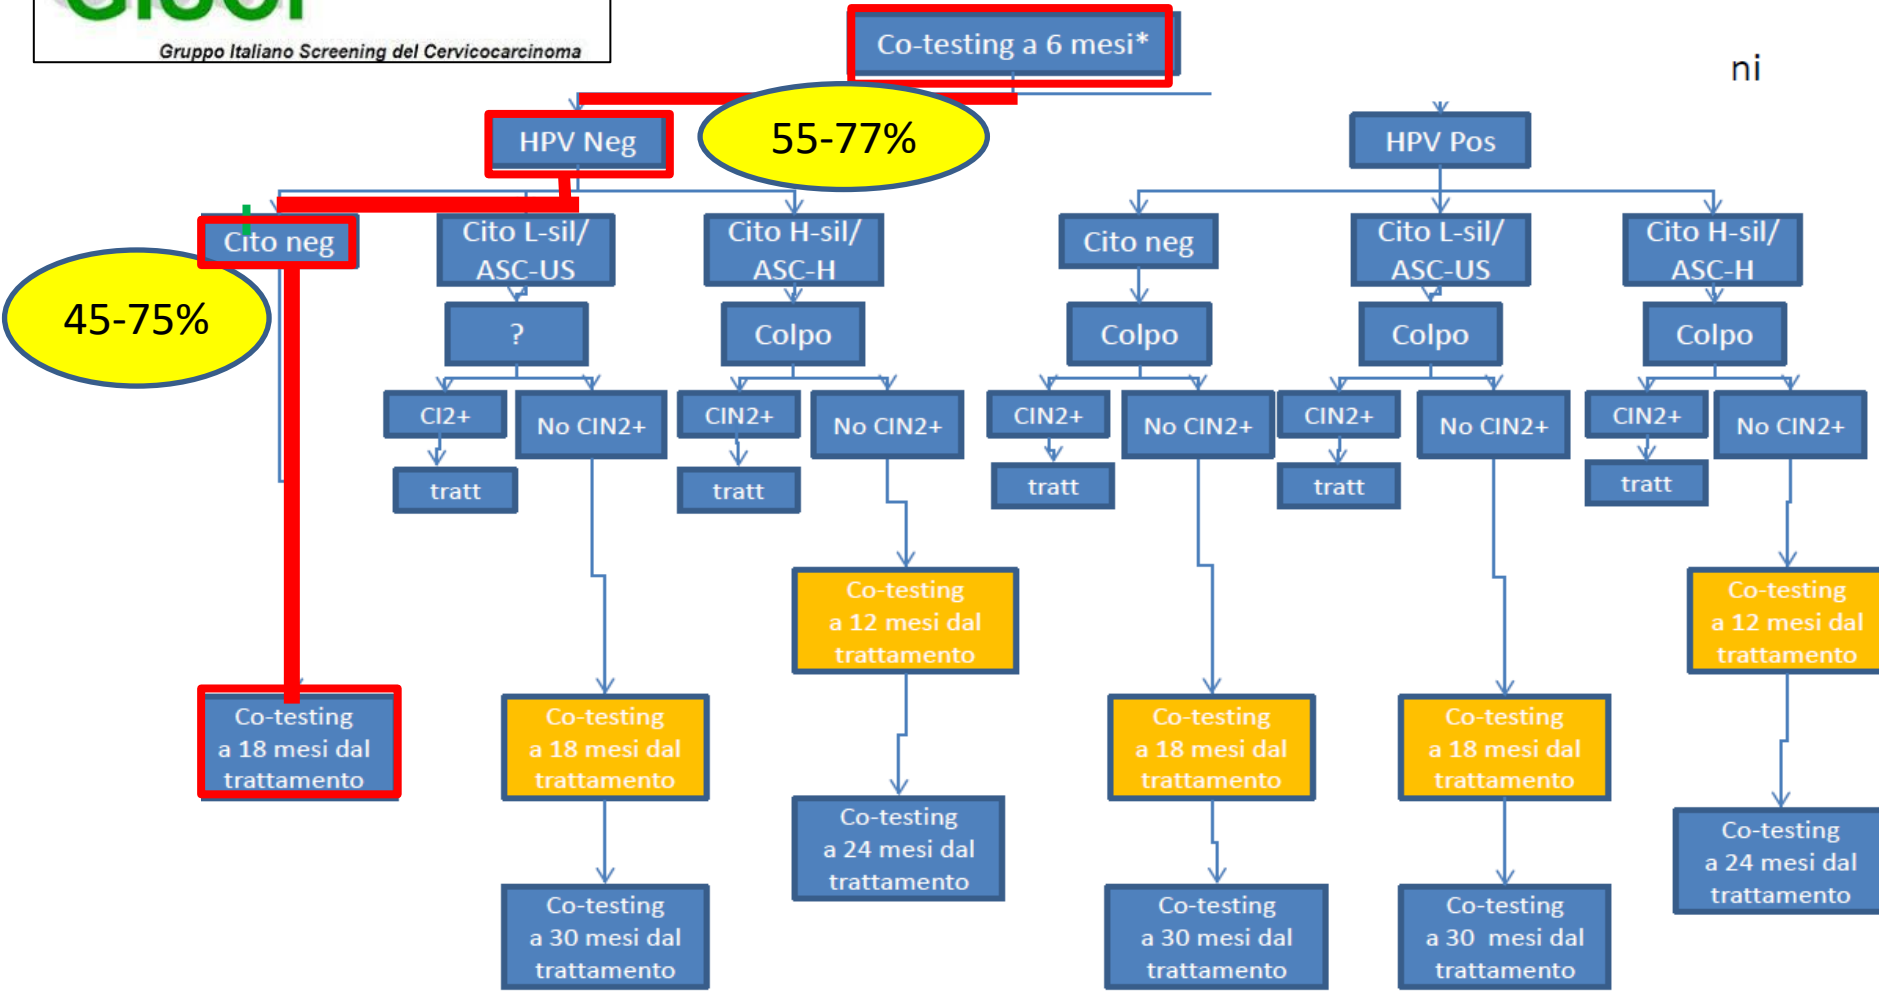 GISCi
Gruppo Italiano Screening del Cervicocarcinoma
Co-testing a 6 mesi*
ni
HPV Neg
55-77%
HPV Pos
Cito neg
Cito L-sil/
ASC-US
Cito H-sil/
ASC-H
Cito neg
Cito L-sil/
ASC-US
Cito H-sil/
ASC-H
45-75%
?
Colpo
Colpo
Colpo
Colpo
CI2+
No CIN2+
CIN2+
No CIN2+
CIN2+
No CIN2+
CIN2+
No CIN2+
CIN2+
No CIN2+
tratt
tratt
tratt
tratt
tratt
Co-testing
a 12 mesi dal
trattamento
Co-testing
a 12 mesi dal
trattamento
Co-testing
a 18 mesi dal
trattamento
Co-testing
a 18 mesi dal
trattamento
Co-testing
a 18 mesi dal
trattamento
Co-testing
a 18 mesi dal
trattamento
Co-testing
a 24 mesi dal
trattamento
Co-testing
a 24 mesi dal
trattamento
Co-testing
a 30 mesi dal
trattamento
Co-testing
a 30 mesi dal
trattamento
Co-testing
a 30 mesi dal
trattamento